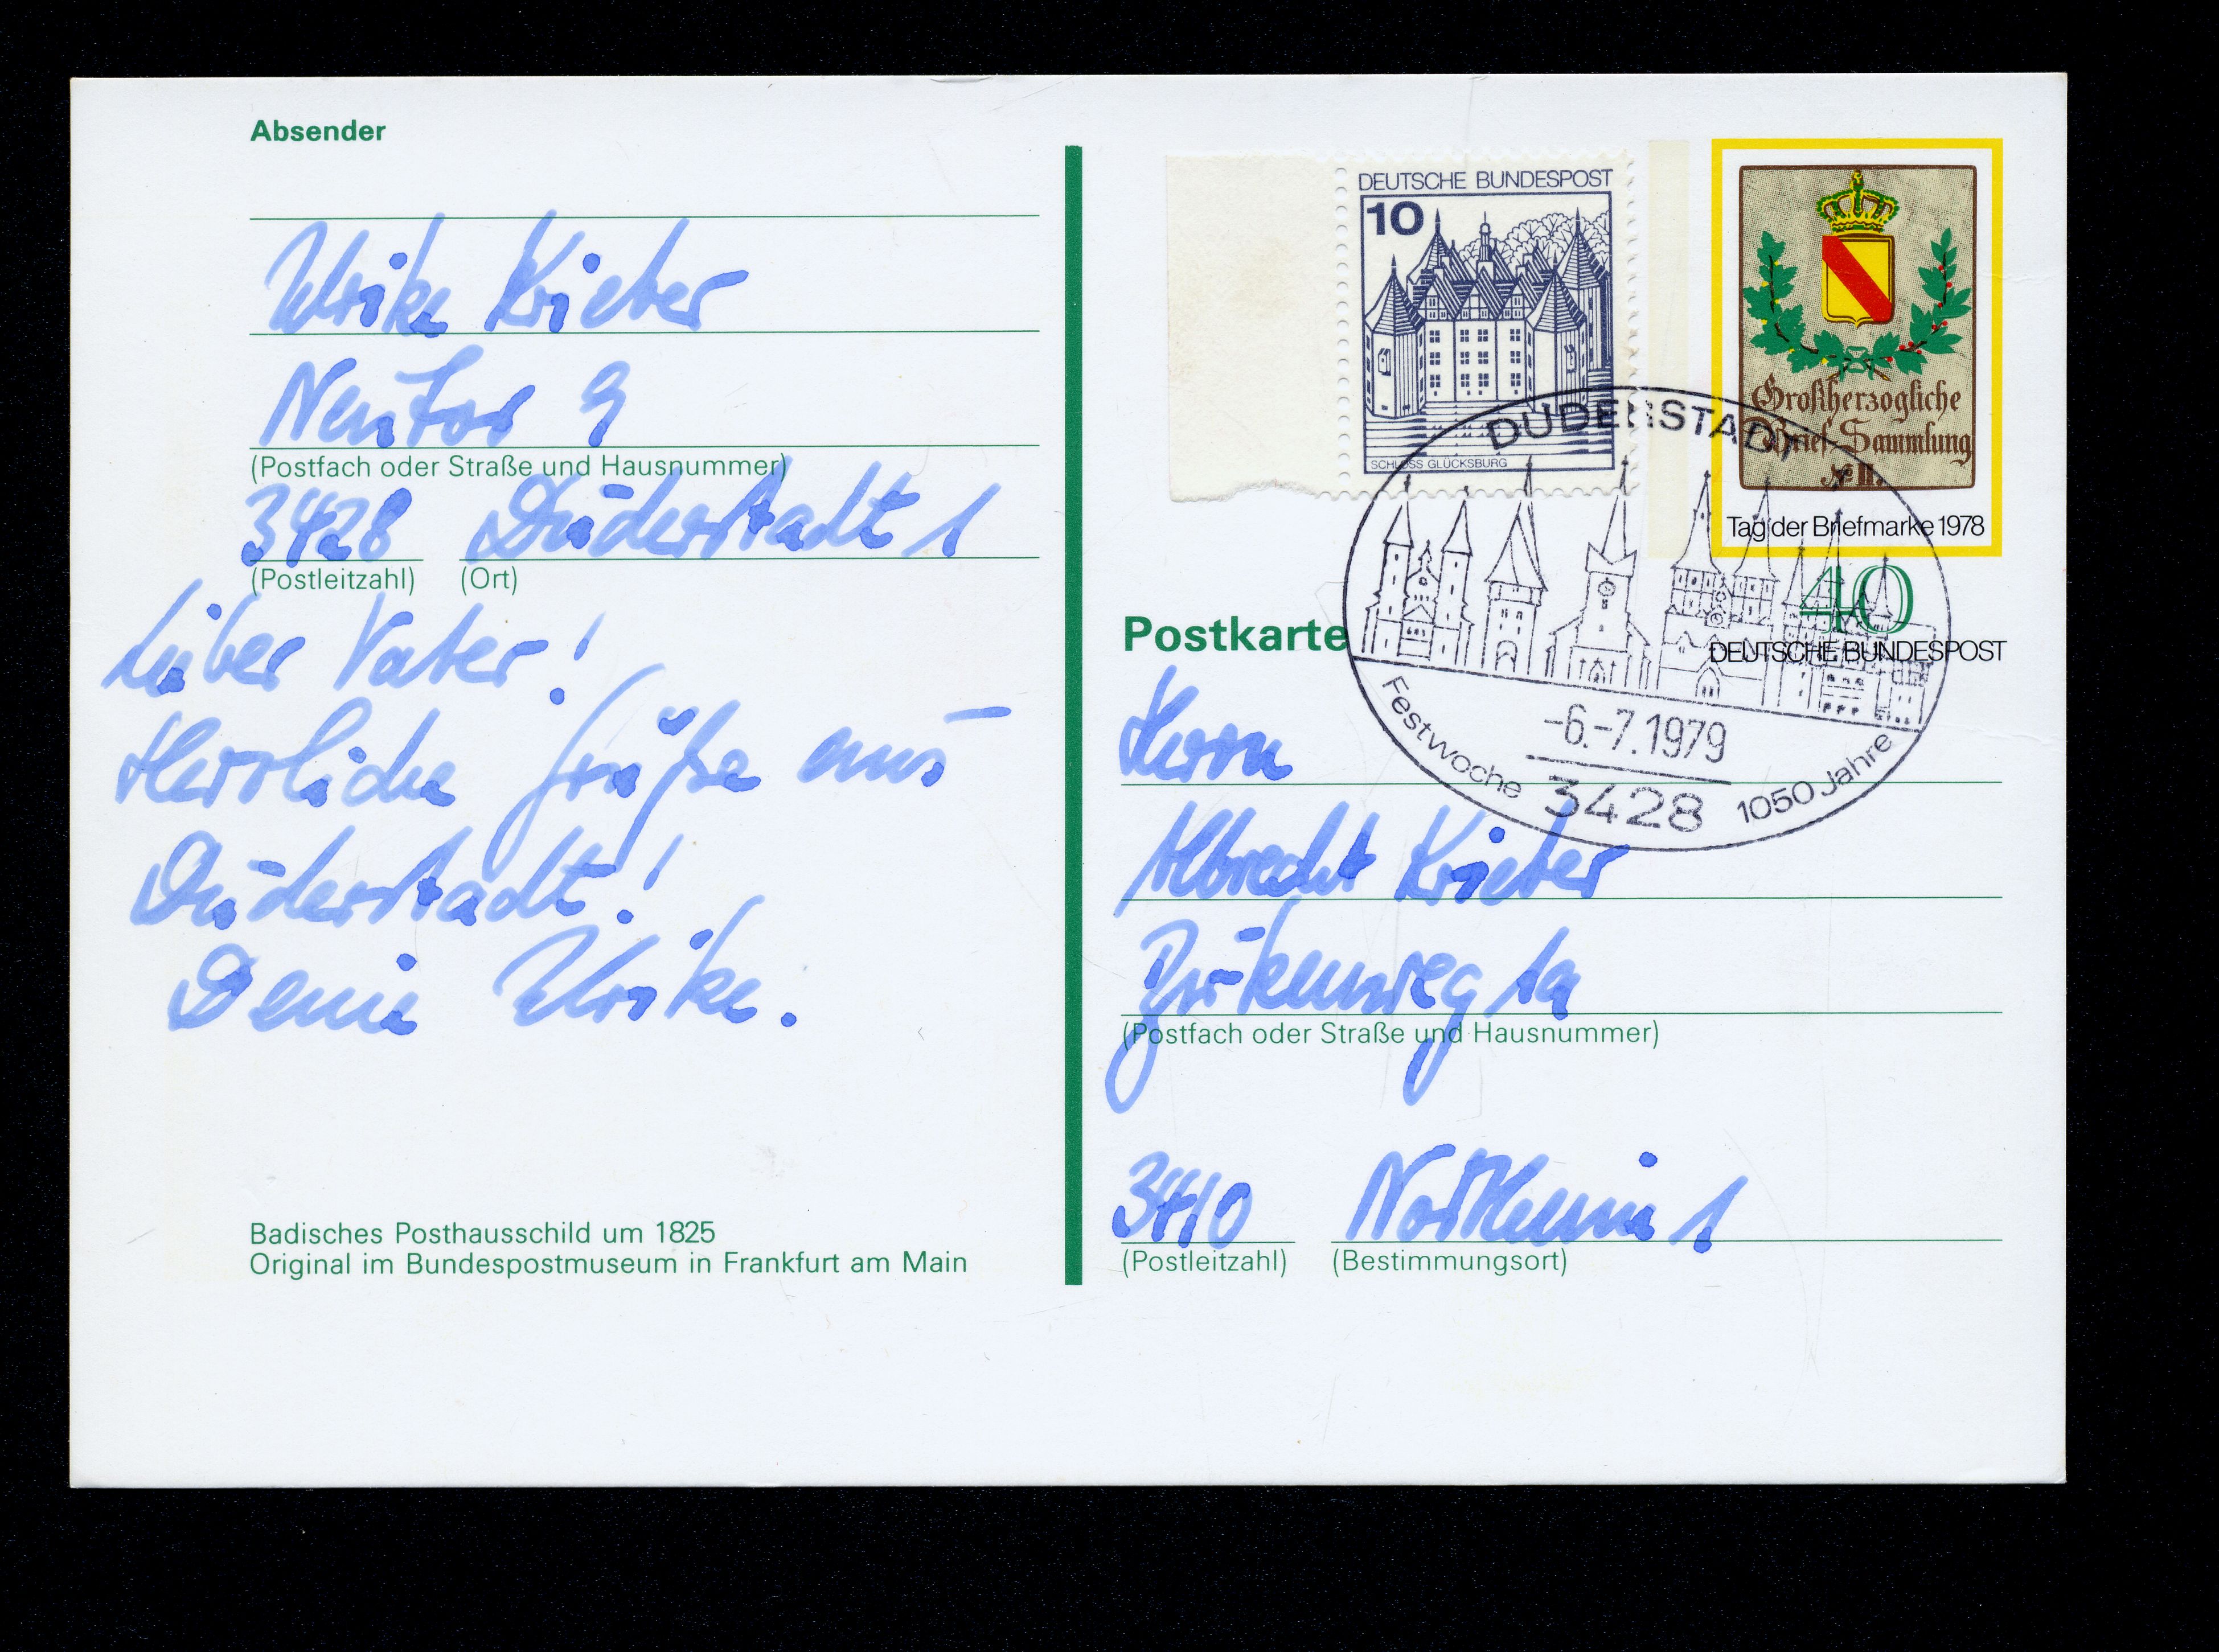 Absender
Ulrike Krieter
Neutor 9
(Postfach oder Straße und Hausnummer)
3428 Duderstadt 1
(Postleitzahl) (Ort)
Lieber Vater!
Herzliche Grüße aus
Duderstadt!
Deine Ulrike.
Badisches Posthausschild um 1825
Original im Bundespostmuseum in Frankfurt am Main
DEUTSCHE BUNDESPOST
10
SCHLOSS GLÜCKSBURG
Großherzogliche
Brief-Sammlung
No II.
Tag der Briefmarke 1978
40
DEUTSCHE BUNDESPOST
DUDERSTADT
-6.-7.1979
Festwoche 3428 1050 Jahre
Postkarte
Herrn
Albrecht Krieter
1a
(Postfach oder Straße und Hausnummer)
3410 Northeim 1
(Postleitzahl) (Bestimmungsort)